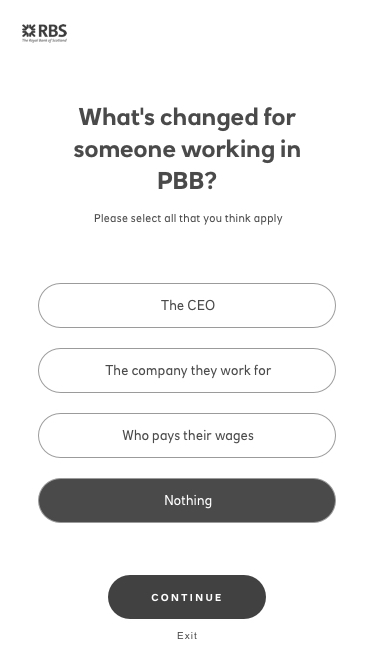 RBS
The Royal Bank of Scotland
What's changed for
someone working in
PBB?
Please select all that you think apply
The CEO
The company they work for
Who pays their wages
Nothing
CONTINUE
Exit